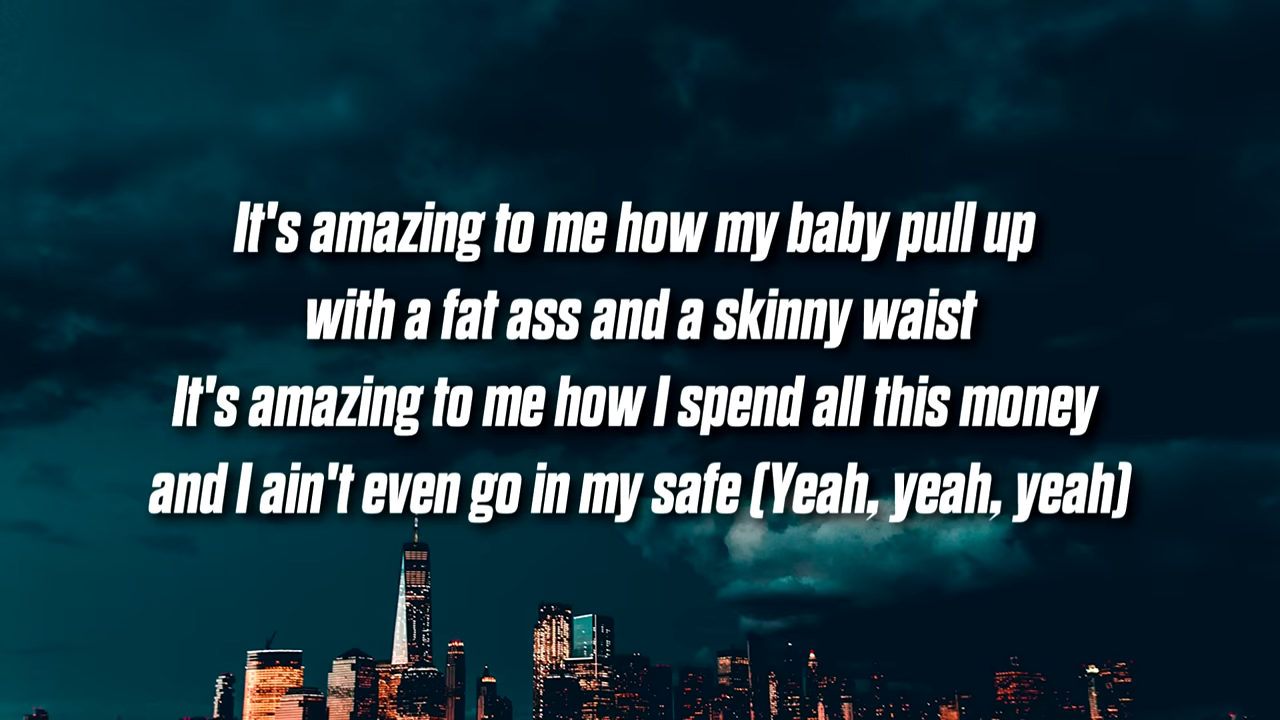 It's amazing to me how my baby pull up
with a fat ass and a skinny waist
It's amazing to me how I spend all this money
and I ain't even go in my safe (Yeah, yeah, yeah)